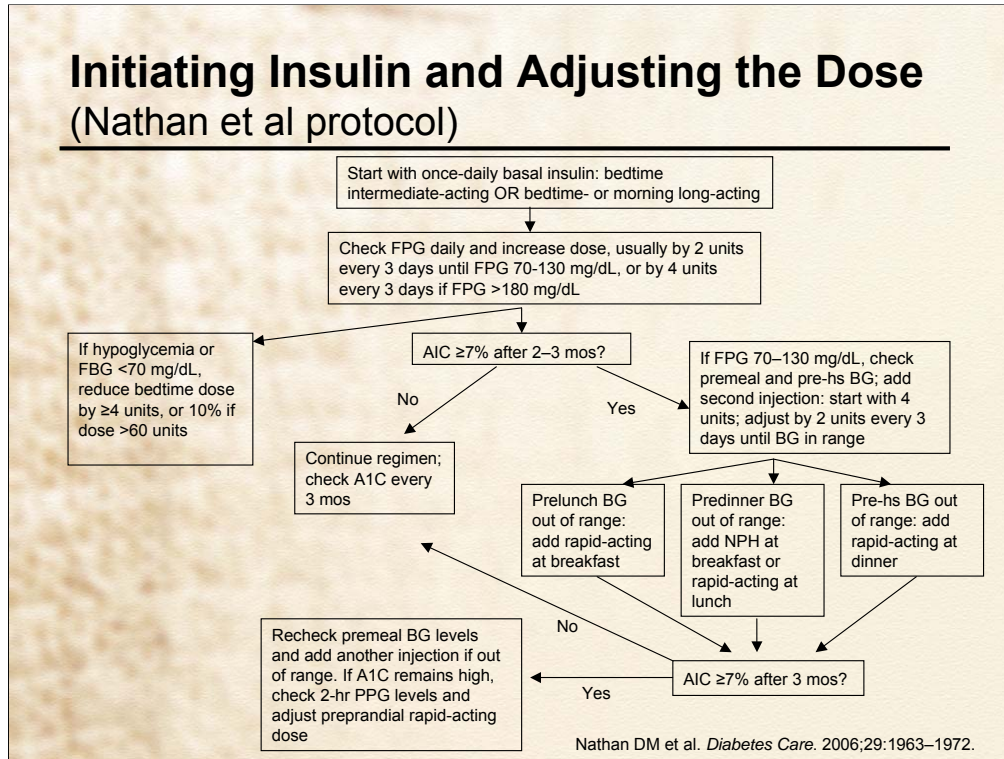 Initiating Insulin and Adjusting the Dose
(Nathan et al protocol)
Start with once-daily basal insulin: bedtime
intermediate-acting OR bedtime- or morning long-acting
Check FPG daily and increase dose, usually by 2 units
every 3 days until FPG 70-130 mg/dL, or by 4 units
every 3 days if FPG >180 mg/dL
If hypoglycemia or
FBG <70 mg/dL,
reduce bedtime dose
by ≥4 units, or 10% if
dose >60 units
AIC ≥7% after 2–3 mos?
If FPG 70–130 mg/dL, check
premeal and pre-hs BG; add
second injection: start with 4
units; adjust by 2 units every 3
days until BG in range
No
Yes
Continue regimen;
check A1C every
3 mos
Prelunch BG
out of range:
add rapid-acting
at breakfast
Predinner BG
out of range:
add NPH at
breakfast or
rapid-acting at
lunch
Pre-hs BG out
of range: add
rapid-acting at
dinner
No
Recheck premeal BG levels
and add another injection if out
of range. If A1C remains high,
check 2-hr PPG levels and
adjust preprandial rapid-acting
dose
Yes
AIC ≥7% after 3 mos?
Nathan DM et al. Diabetes Care. 2006;29:1963–1972.